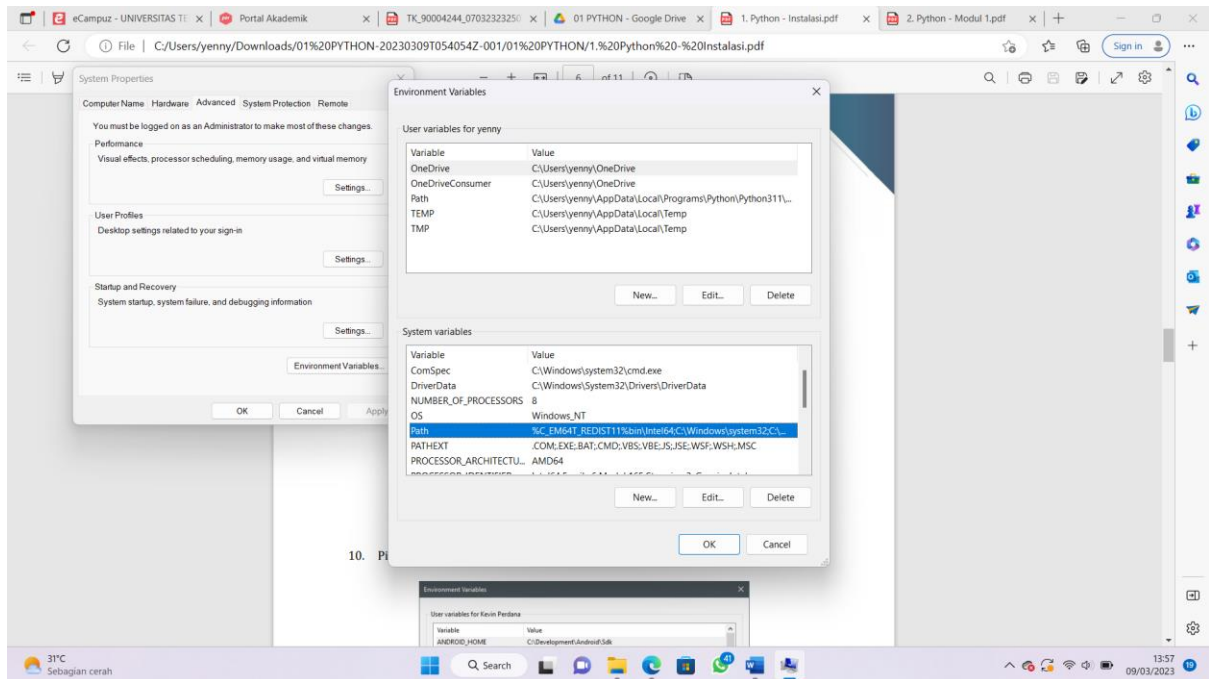 eCampuz - UNIVERSITAS TE
Portal Akademik
TK_90004244_07032323250
01 PYTHON - Google Drive
1. Python - Instalasi.pdf
2. Python - Modul 1.pdf
File
C:/Users/yenny/Downloads/01%20PYTHON-20230309T054054Z-001/01%20PYTHON/1.%20Python%20-%20Instalasi.pdf
Sign in
6 of 11
System Properties
Computer Name Hardware Advanced System Protection Remote
You must be logged on as an Administrator to make most of these changes.
Performance
Visual effects, processor scheduling, memory usage, and virtual memory
Settings...
User Profiles
Desktop settings related to your sign-in
Settings...
Startup and Recovery
System startup, system failure, and debugging information
Settings...
Environment Variables...
OK Cancel Apply
Environment Variables
User variables for yenny
Variable Value
OneDrive C:\Users\yenny\OneDrive
OneDriveConsumer C:\Users\yenny\OneDrive
Path C:\Users\yenny\AppData\Local\Programs\Python\Python311\...
TEMP C:\Users\yenny\AppData\Local\Temp
TMP C:\Users\yenny\AppData\Local\Temp
New... Edit... Delete
System variables
Variable Value
ComSpec C:\Windows\system32\cmd.exe
DriverData C:\Windows\System32\Drivers\DriverData
NUMBER_OF_PROCESSORS 8
OS Windows_NT
Path %C_EM64T_REDIST11%bin\Intel64;C:\Windows\system32;C:\...
PATHEXT .COM;.EXE;.BAT;.CMD;.VBS;.VBE;.JS;.JSE;.WSF;.WSH;.MSC
PROCESSOR_ARCHITECTU... AMD64
New... Edit... Delete
OK Cancel
10. Pi
Environment Variables
User variables for Kevin Perdana
Variable Value
ANDROID_HOME C:\Development\Android\Sdk
31°C
Sebagian cerah
Search
41
13:57
09/03/2023
19